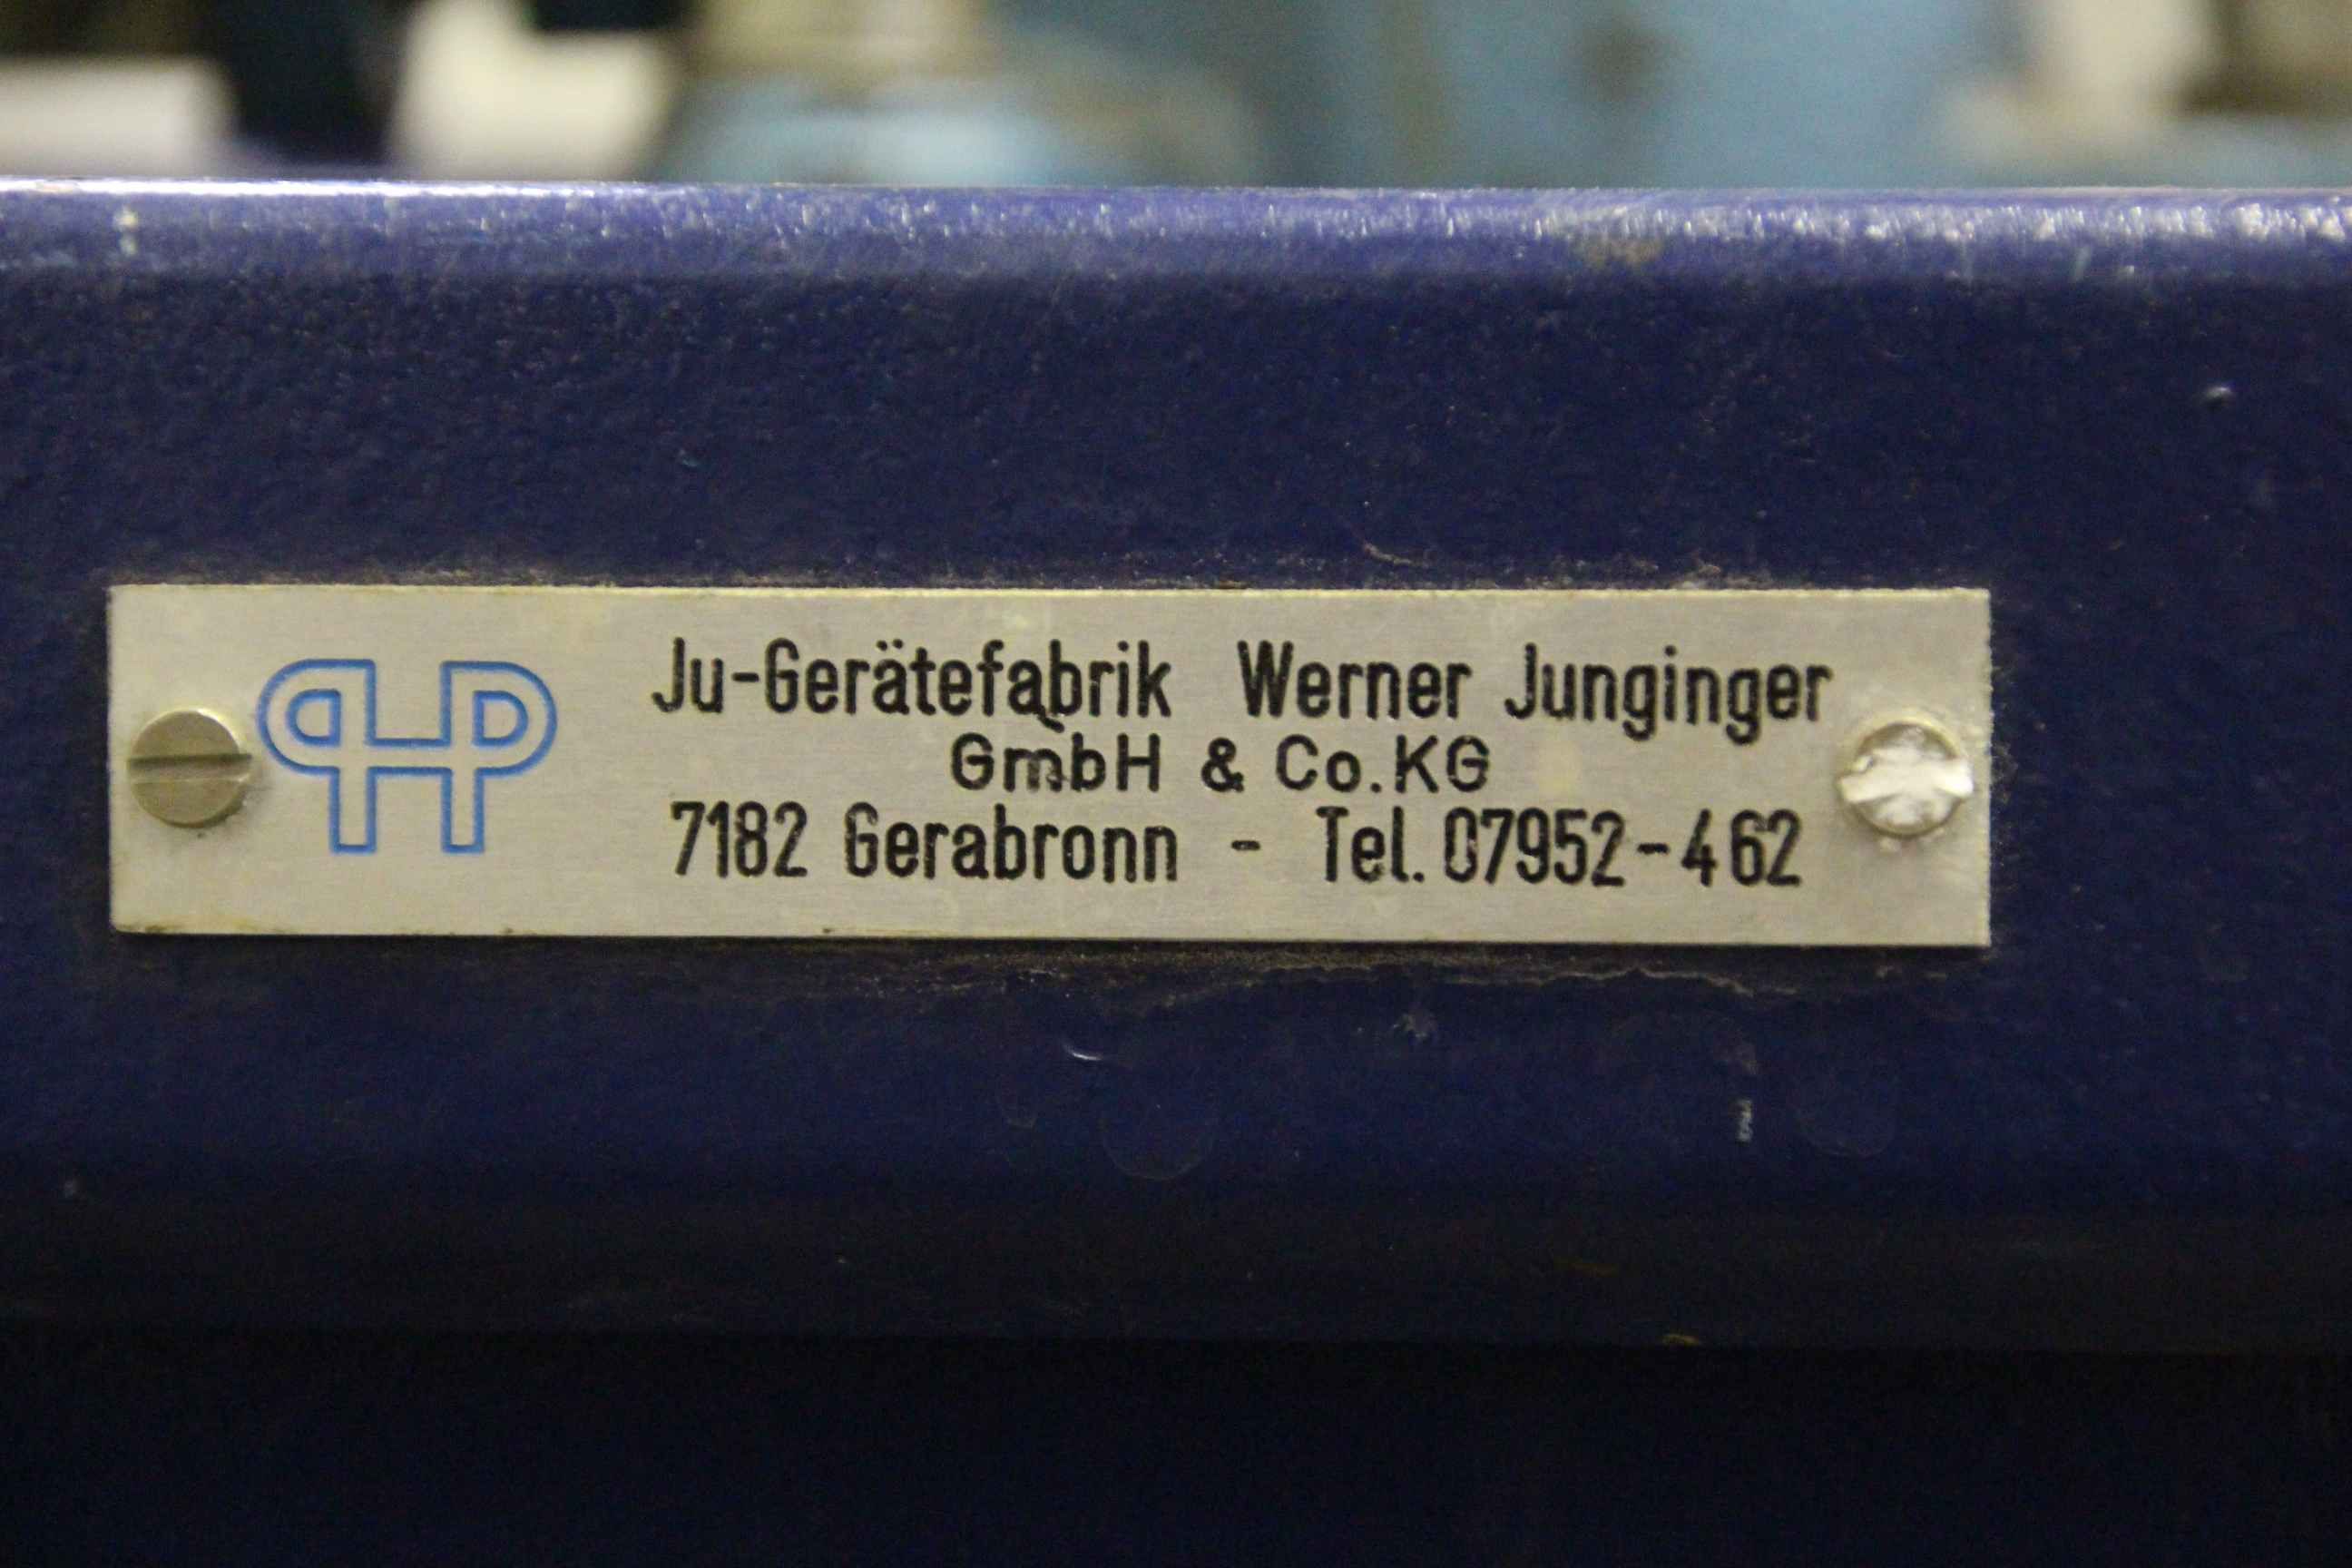 Ju-Gerätefabrik Werner Junginger
GmbH & Co. KG
7182 Gerabronn - Tel. 07952-462